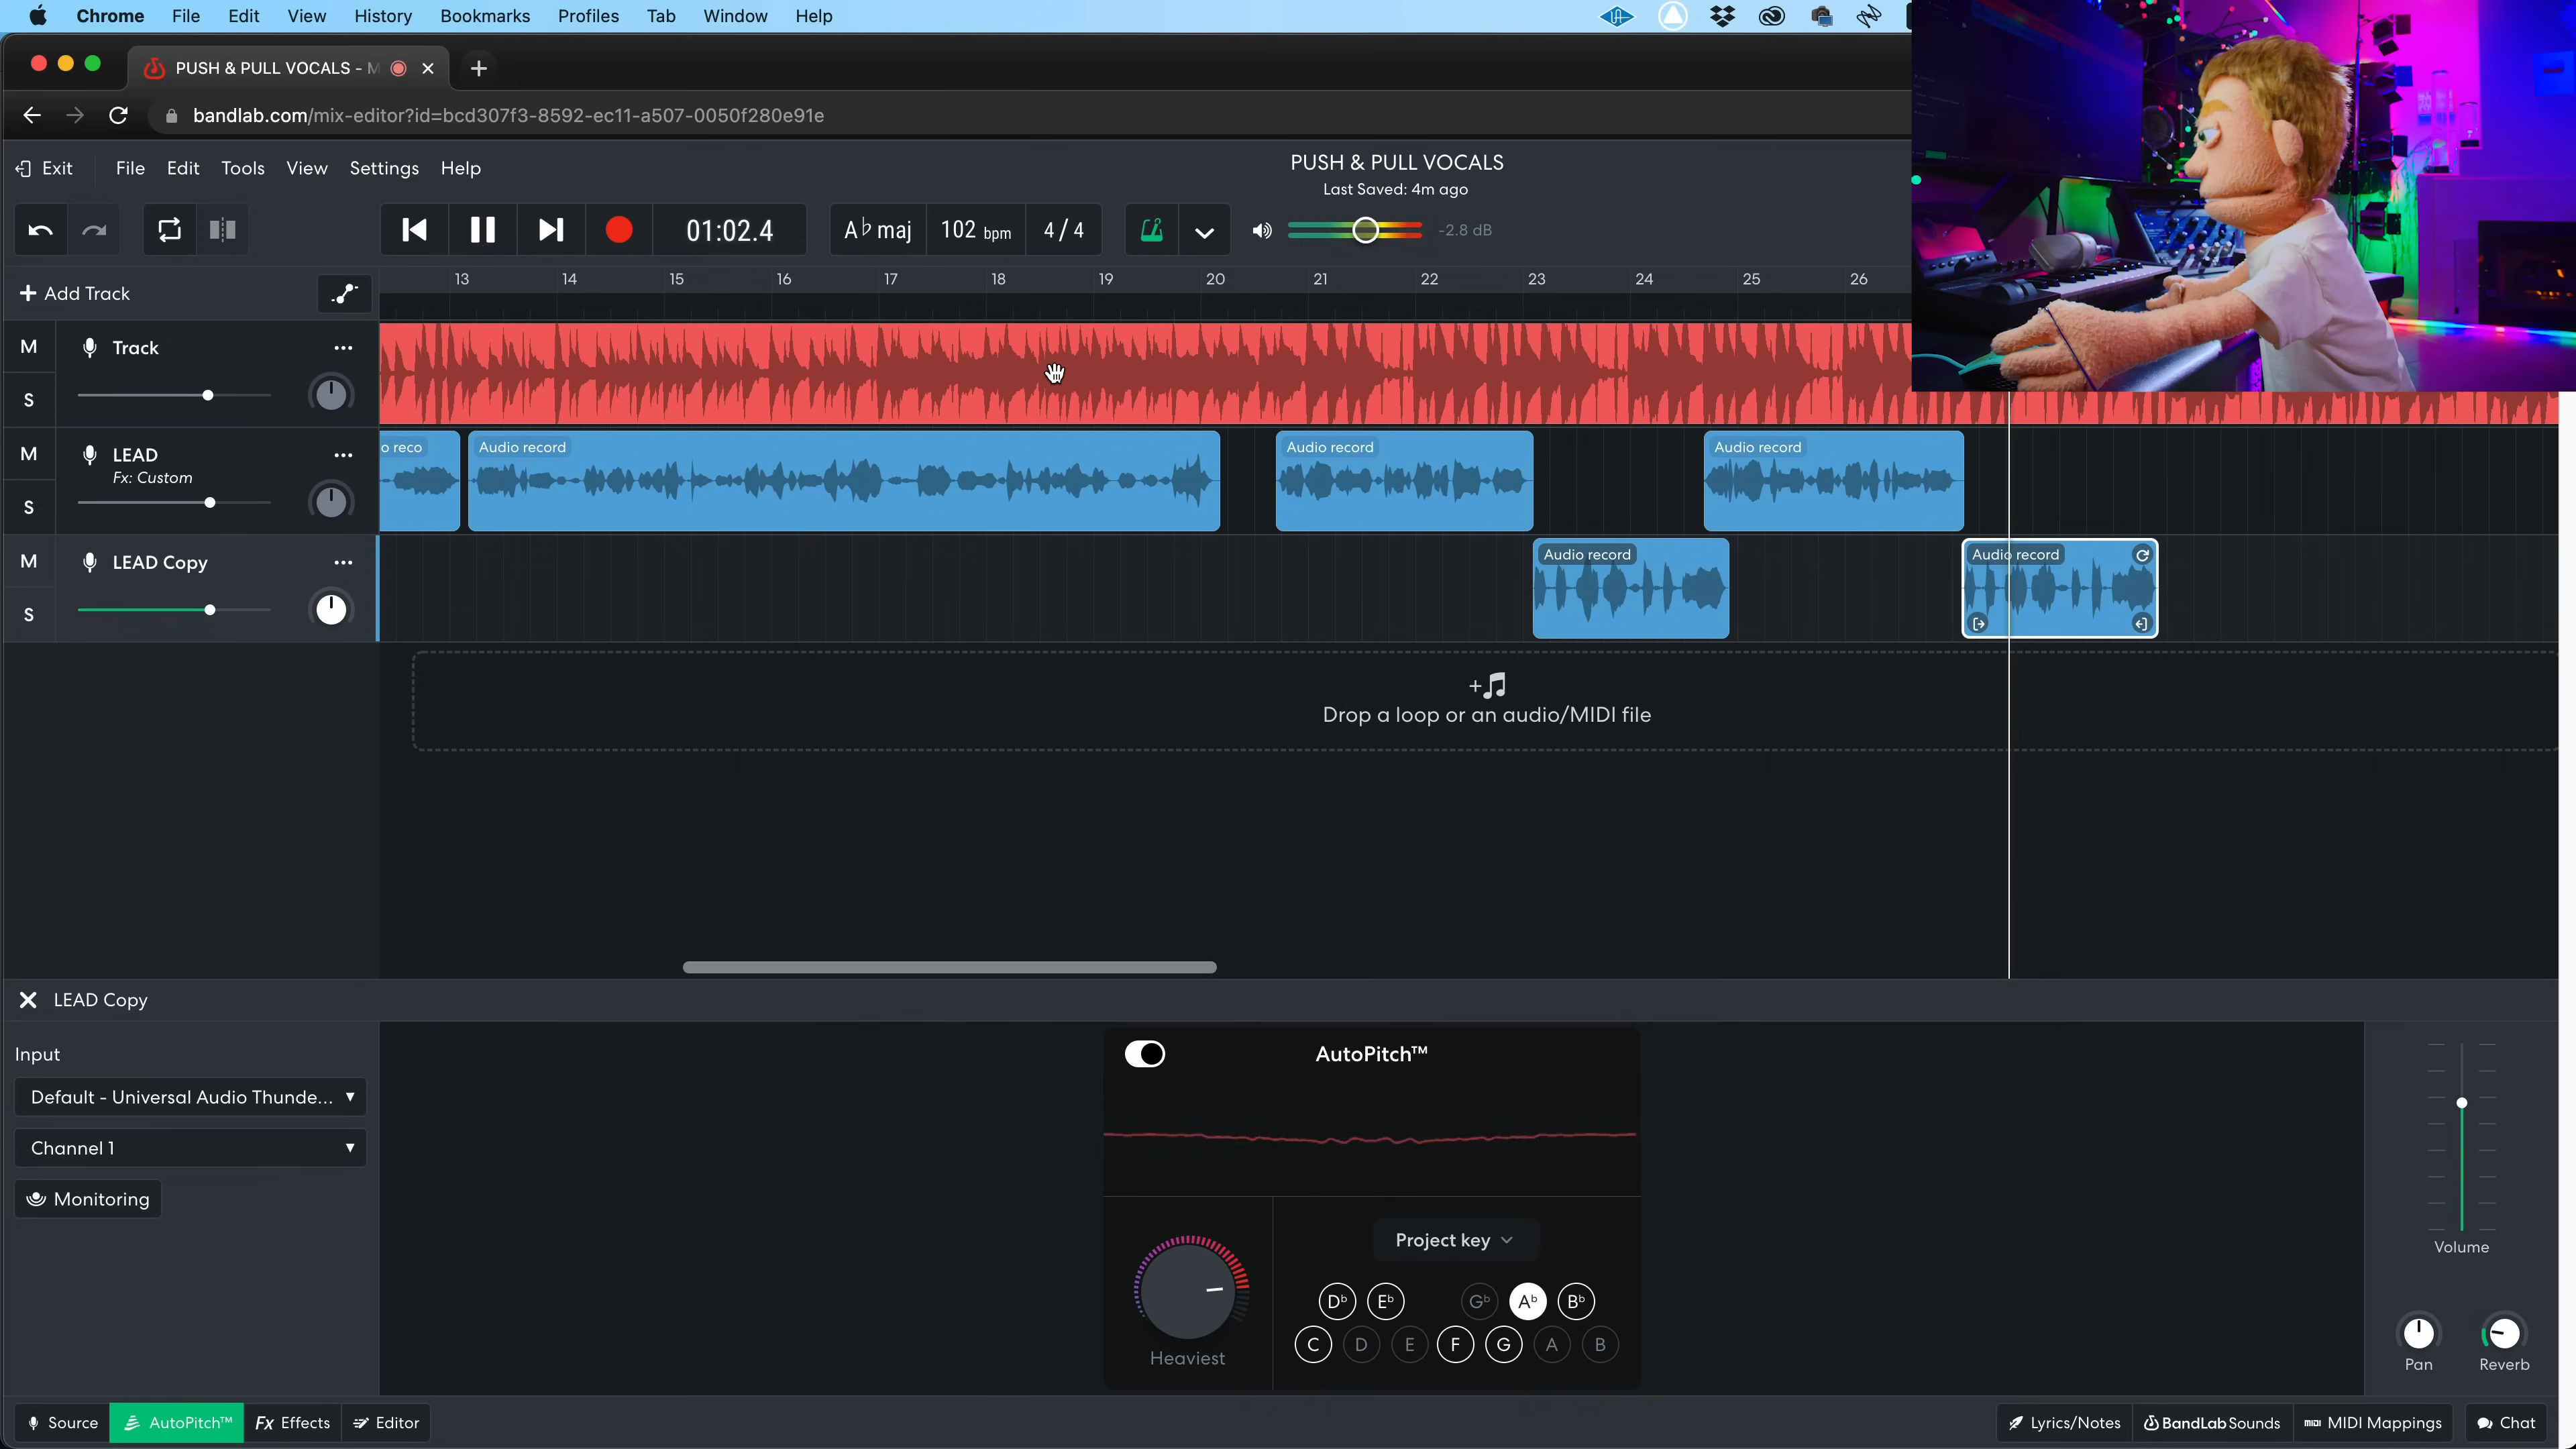 Chrome File Edit View History Bookmarks Profiles Tab Window Help
PUSH & PULL VOCALS - M
bandlab.com/mix-editor?id=bcd307f3-8592-ec11-a507-0050f280e91e
Exit File Edit Tools View Settings Help
PUSH & PULL VOCALS
Last Saved: 4m ago
01:02.4 A♭ maj 102 bpm 4/4 -2.8 dB
+ Add Track
13 14 15 16 17 18 19 20 21 22 23 24 25 26
M Track
S
M LEAD
Fx: Custom
S
o reco Audio record Audio record Audio record
M LEAD Copy
S
Audio record Audio record
Drop a loop or an audio/MIDI file
LEAD Copy
Input
Default - Universal Audio Thunde...
Channel 1
Monitoring
AutoPitch™
Project key
D♭ E♭ G♭ A♭ B♭
C D E F G A B
Heaviest
Volume
Pan Reverb
Source AutoPitch™ Fx Effects Editor
Lyrics/Notes BandLab Sounds MIDI MIDI Mappings Chat